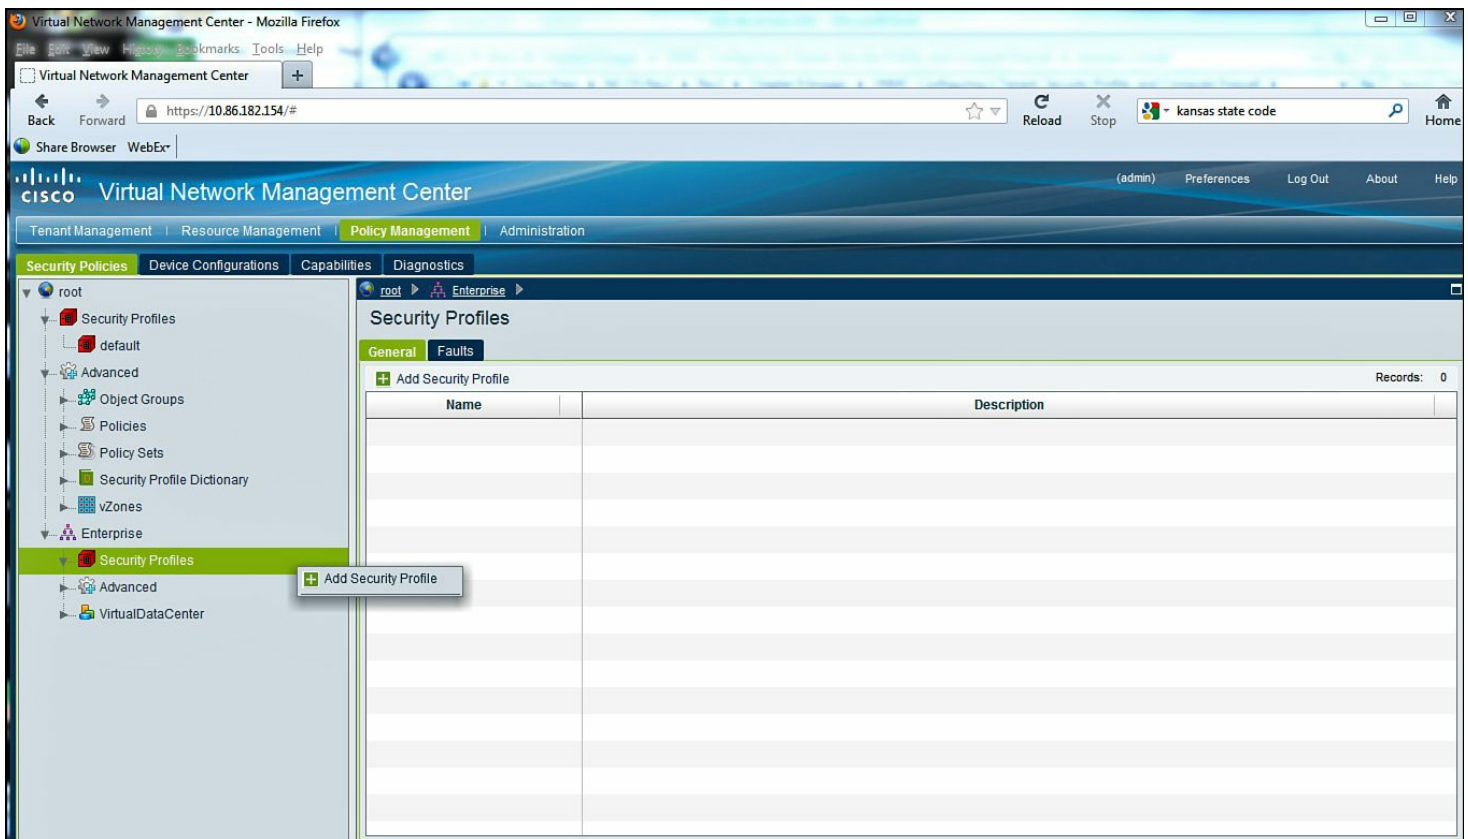 Virtual Network Management Center - Mozilla Firefox
File Edit View History Bookmarks Tools Help
Virtual Network Management Center +
Back Forward https://10.86.182.154/# Reload Stop kansas state code Home
Share Browser WebEx
CISCO Virtual Network Management Center (admin) Preferences Log Out About Help
Tenant Management | Resource Management | Policy Management | Administration
Security Policies Device Configurations Capabilities Diagnostics
root
Security Profiles
default
Advanced
Object Groups
Policies
Policy Sets
Security Profile Dictionary
vZones
Enterprise
Security Profiles
Advanced
VirtualDataCenter
Add Security Profile
root Enterprise
Security Profiles
General Faults
Add Security Profile Records: 0
Name Description